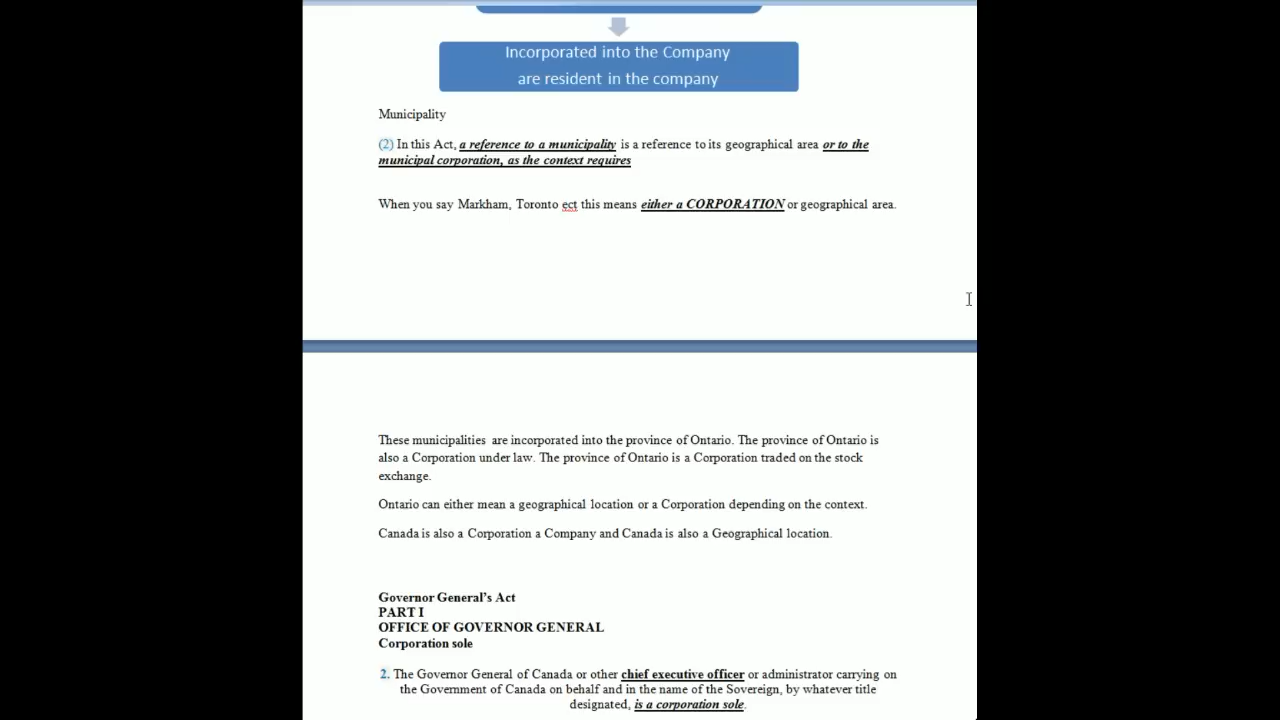 Incorporated into the Company
are resident in the company
Municipality
(2) In this Act, a reference to a municipality is a reference to its geographical area or to the
municipal corporation, as the context requires
When you say Markham, Toronto ect this means either a CORPORATION or geographical area.
These municipalities are incorporated into the province of Ontario. The province of Ontario is
also a Corporation under law. The province of Ontario is a Corporation traded on the stock
exchange.
Ontario can either mean a geographical location or a Corporation depending on the context.
Canada is also a Corporation a Company and Canada is also a Geographical location.
Governor General’s Act
PART I
OFFICE OF GOVERNOR GENERAL
Corporation sole
2. The Governor General of Canada or other chief executive officer or administrator carrying on
the Government of Canada on behalf and in the name of the Sovereign, by whatever title
designated, is a corporation sole.